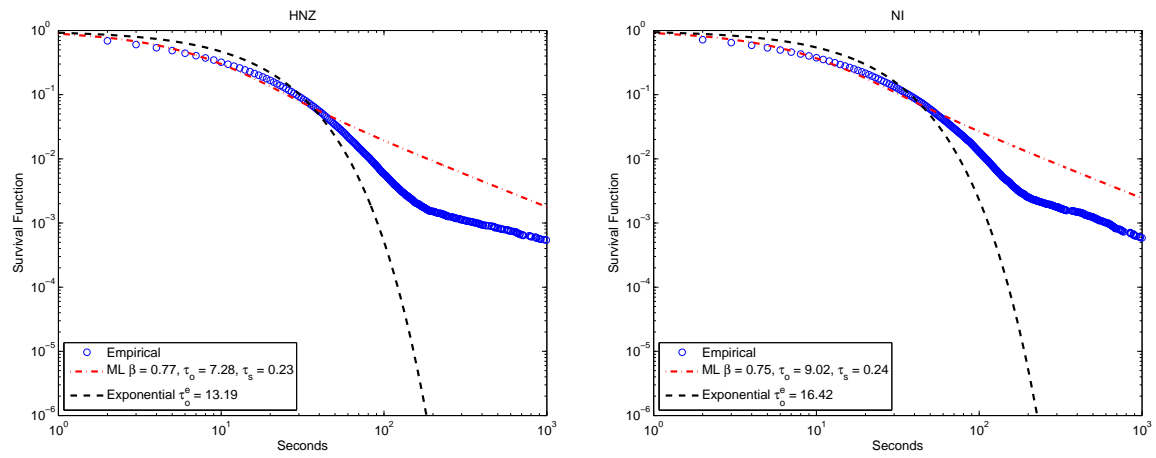 HNZ
Survival Function
10^0
10^-1
10^-2
10^-3
10^-4
10^-5
10^-6
Empirical
ML β = 0.77, τ_o = 7.28, τ_s = 0.23
Exponential τ_o^e = 13.19
10^0 10^1 10^2 10^3
Seconds
NI
Survival Function
10^0
10^-1
10^-2
10^-3
10^-4
10^-5
10^-6
Empirical
ML β = 0.75, τ_o = 9.02, τ_s = 0.24
Exponential τ_o^e = 16.42
10^0 10^1 10^2 10^3
Seconds